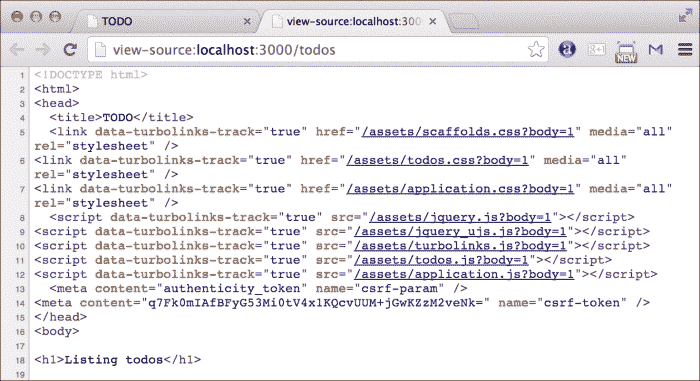 TODO
view-source:localhost:300
view-source:localhost:3000/todos
NEW
1 <!DOCTYPE html>
2 <html>
3 <head>
4 <title>TODO</title>
5 <link data-turbolinks-track="true" href="/assets/scaffolds.css?body=1" media="all"
rel="stylesheet" />
6 <link data-turbolinks-track="true" href="/assets/todos.css?body=1" media="all"
rel="stylesheet" />
7 <link data-turbolinks-track="true" href="/assets/application.css?body=1" media="all"
rel="stylesheet" />
8 <script data-turbolinks-track="true" src="/assets/jquery.js?body=1"></script>
9 <script data-turbolinks-track="true" src="/assets/jquery_ujs.js?body=1"></script>
10 <script data-turbolinks-track="true" src="/assets/turbolinks.js?body=1"></script>
11 <script data-turbolinks-track="true" src="/assets/todos.js?body=1"></script>
12 <script data-turbolinks-track="true" src="/assets/application.js?body=1"></script>
13 <meta content="authenticity_token" name="csrf-param" />
14 <meta content="q7Fk0mIAfBFyG53Mi0tV4x1KQcvUUM+jGwKZzM2veNk=" name="csrf-token" />
15 </head>
16 <body>
17
18 <h1>Listing todos</h1>
19